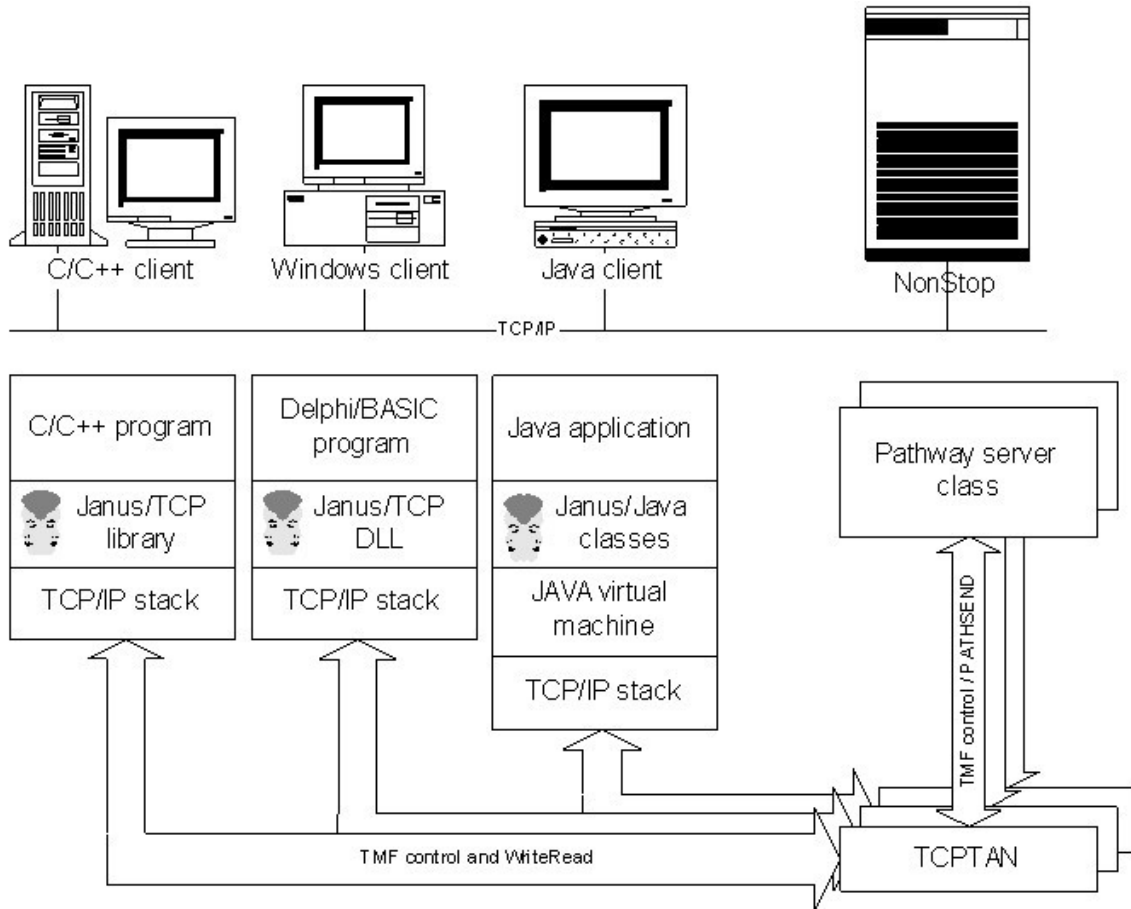 C/C++ client
Windows client
Java client
NonStop
TCP/IP
C/C++ program
Janus/TCP
library
TCP/IP stack
Delphi/BASIC
program
Janus/TCP
DLL
TCP/IP stack
Java application
Janus/Java
classes
JAVA virtual
machine
TCP/IP stack
Pathway server
class
TMF control / PATHSEND
TMF control and WriteRead
TCPTAN